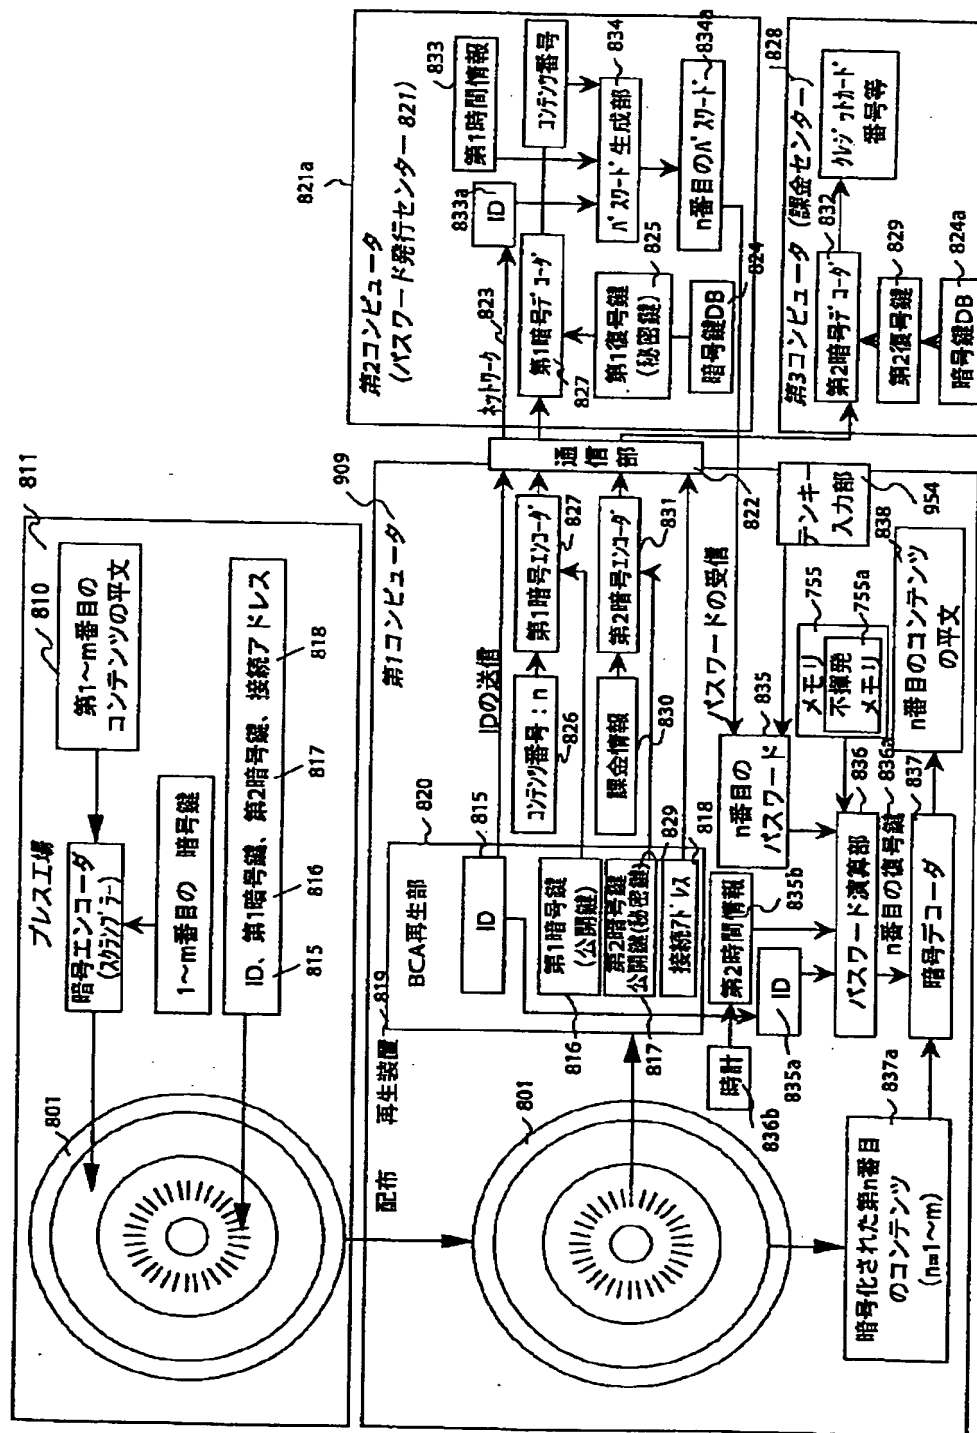 プレス工場
811
810
第1〜m番目の
コンテンツの平文
暗号エンコーダ
(スクランブラー)
1〜m番目の 暗号鍵
ID、第1暗号鍵、第2暗号鍵、接続アドレス
815
816
817
818
801
配布
再生装置
819
第1コンピュータ
909
820
BCA再生部
ID
815
第1暗号鍵
(公開鍵)
816
第2暗号鍵
公開鍵(秘密鍵)
817
829
接続アドレス
818
801
IDの送信
コンテンツ番号:n
826
第1暗号エンコーダ
827
課金情報
830
第2暗号エンコーダ
831
通信部
822
パスワードの受信
n番目の
パスワード
835
テンキー
入力部
954
時計
836b
第2時間情報
835b
ID
835a
メモリ
755
不揮発
メモリ
755a
パスワード演算部
836
n番目の復号鍵
836a
暗号デコーダ
837
n番目のコンテンツ
の平文
838
暗号化された第n番目
のコンテンツ
(n=1〜m)
837a
821a
第2コンピュータ
(パスワード発行センター821)
ネットワーク
823
ID
833a
第1時間情報
833
コンテンツ番号
第1暗号デコーダ
827
パスワード生成部
834
第1復号鍵
(秘密鍵)
825
n番目のパスワード
834a
暗号鍵DB
824
第3コンピュータ(課金センター)
828
第2暗号デコーダ
832
クレジットカード
番号等
第2復号鍵
829
暗号鍵DB
824a